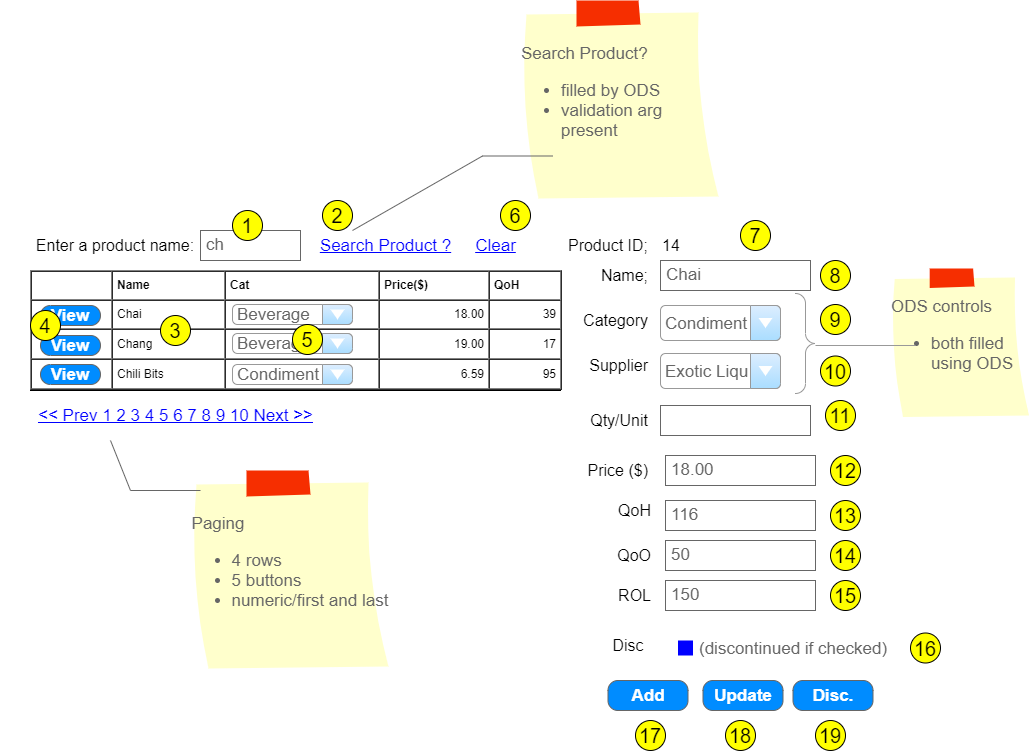 Search Product?
• filled by ODS
• validation arg
present
1
2
6
7
Enter a product name: ch Search Product ? Clear
Product ID; 14
Name; Chai 8
Name Cat Price($) QoH
View Chai Beverage 18.00 39
4 3 5
View Chang Beverag 19.00 17
View Chili Bits Condiment 6.59 95
<< Prev 1 2 3 4 5 6 7 8 9 10 Next >>
Category Condiment 9
Supplier Exotic Liqu 10
ODS controls
• both filled
using ODS
Qty/Unit 11
Price ($) 18.00 12
QoH 116 13
QoO 50 14
ROL 150 15
Disc (discontinued if checked) 16
Add Update Disc.
17 18 19
Paging
• 4 rows
• 5 buttons
• numeric/first and last